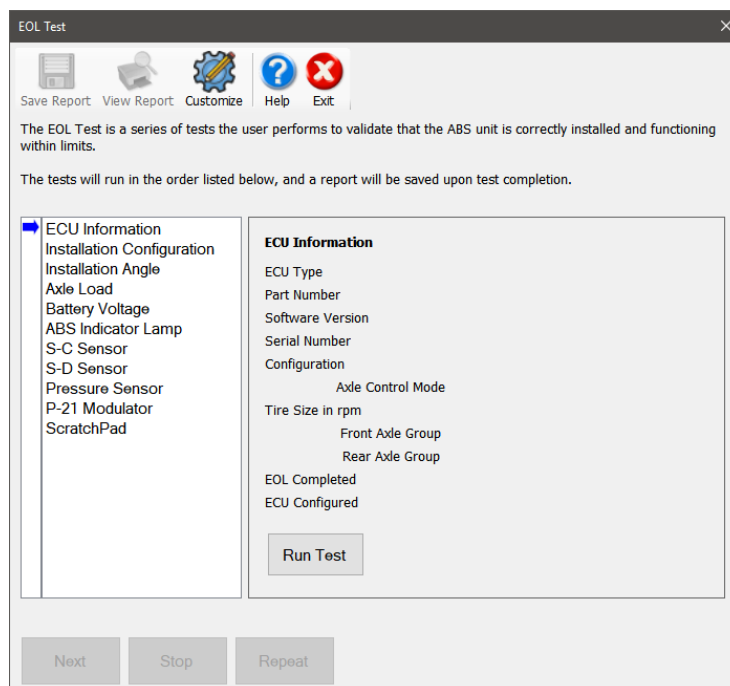 EOL Test
Save Report View Report Customize Help Exit
The EOL Test is a series of tests the user performs to validate that the ABS unit is correctly installed and functioning
within limits.
The tests will run in the order listed below, and a report will be saved upon test completion.
ECU Information
Installation Configuration
Installation Angle
Axle Load
Battery Voltage
ABS Indicator Lamp
S-C Sensor
S-D Sensor
Pressure Sensor
P-21 Modulator
ScratchPad
ECU Information
ECU Type
Part Number
Software Version
Serial Number
Configuration
Axle Control Mode
Tire Size in rpm
Front Axle Group
Rear Axle Group
EOL Completed
ECU Configured
Run Test
Next Stop Repeat